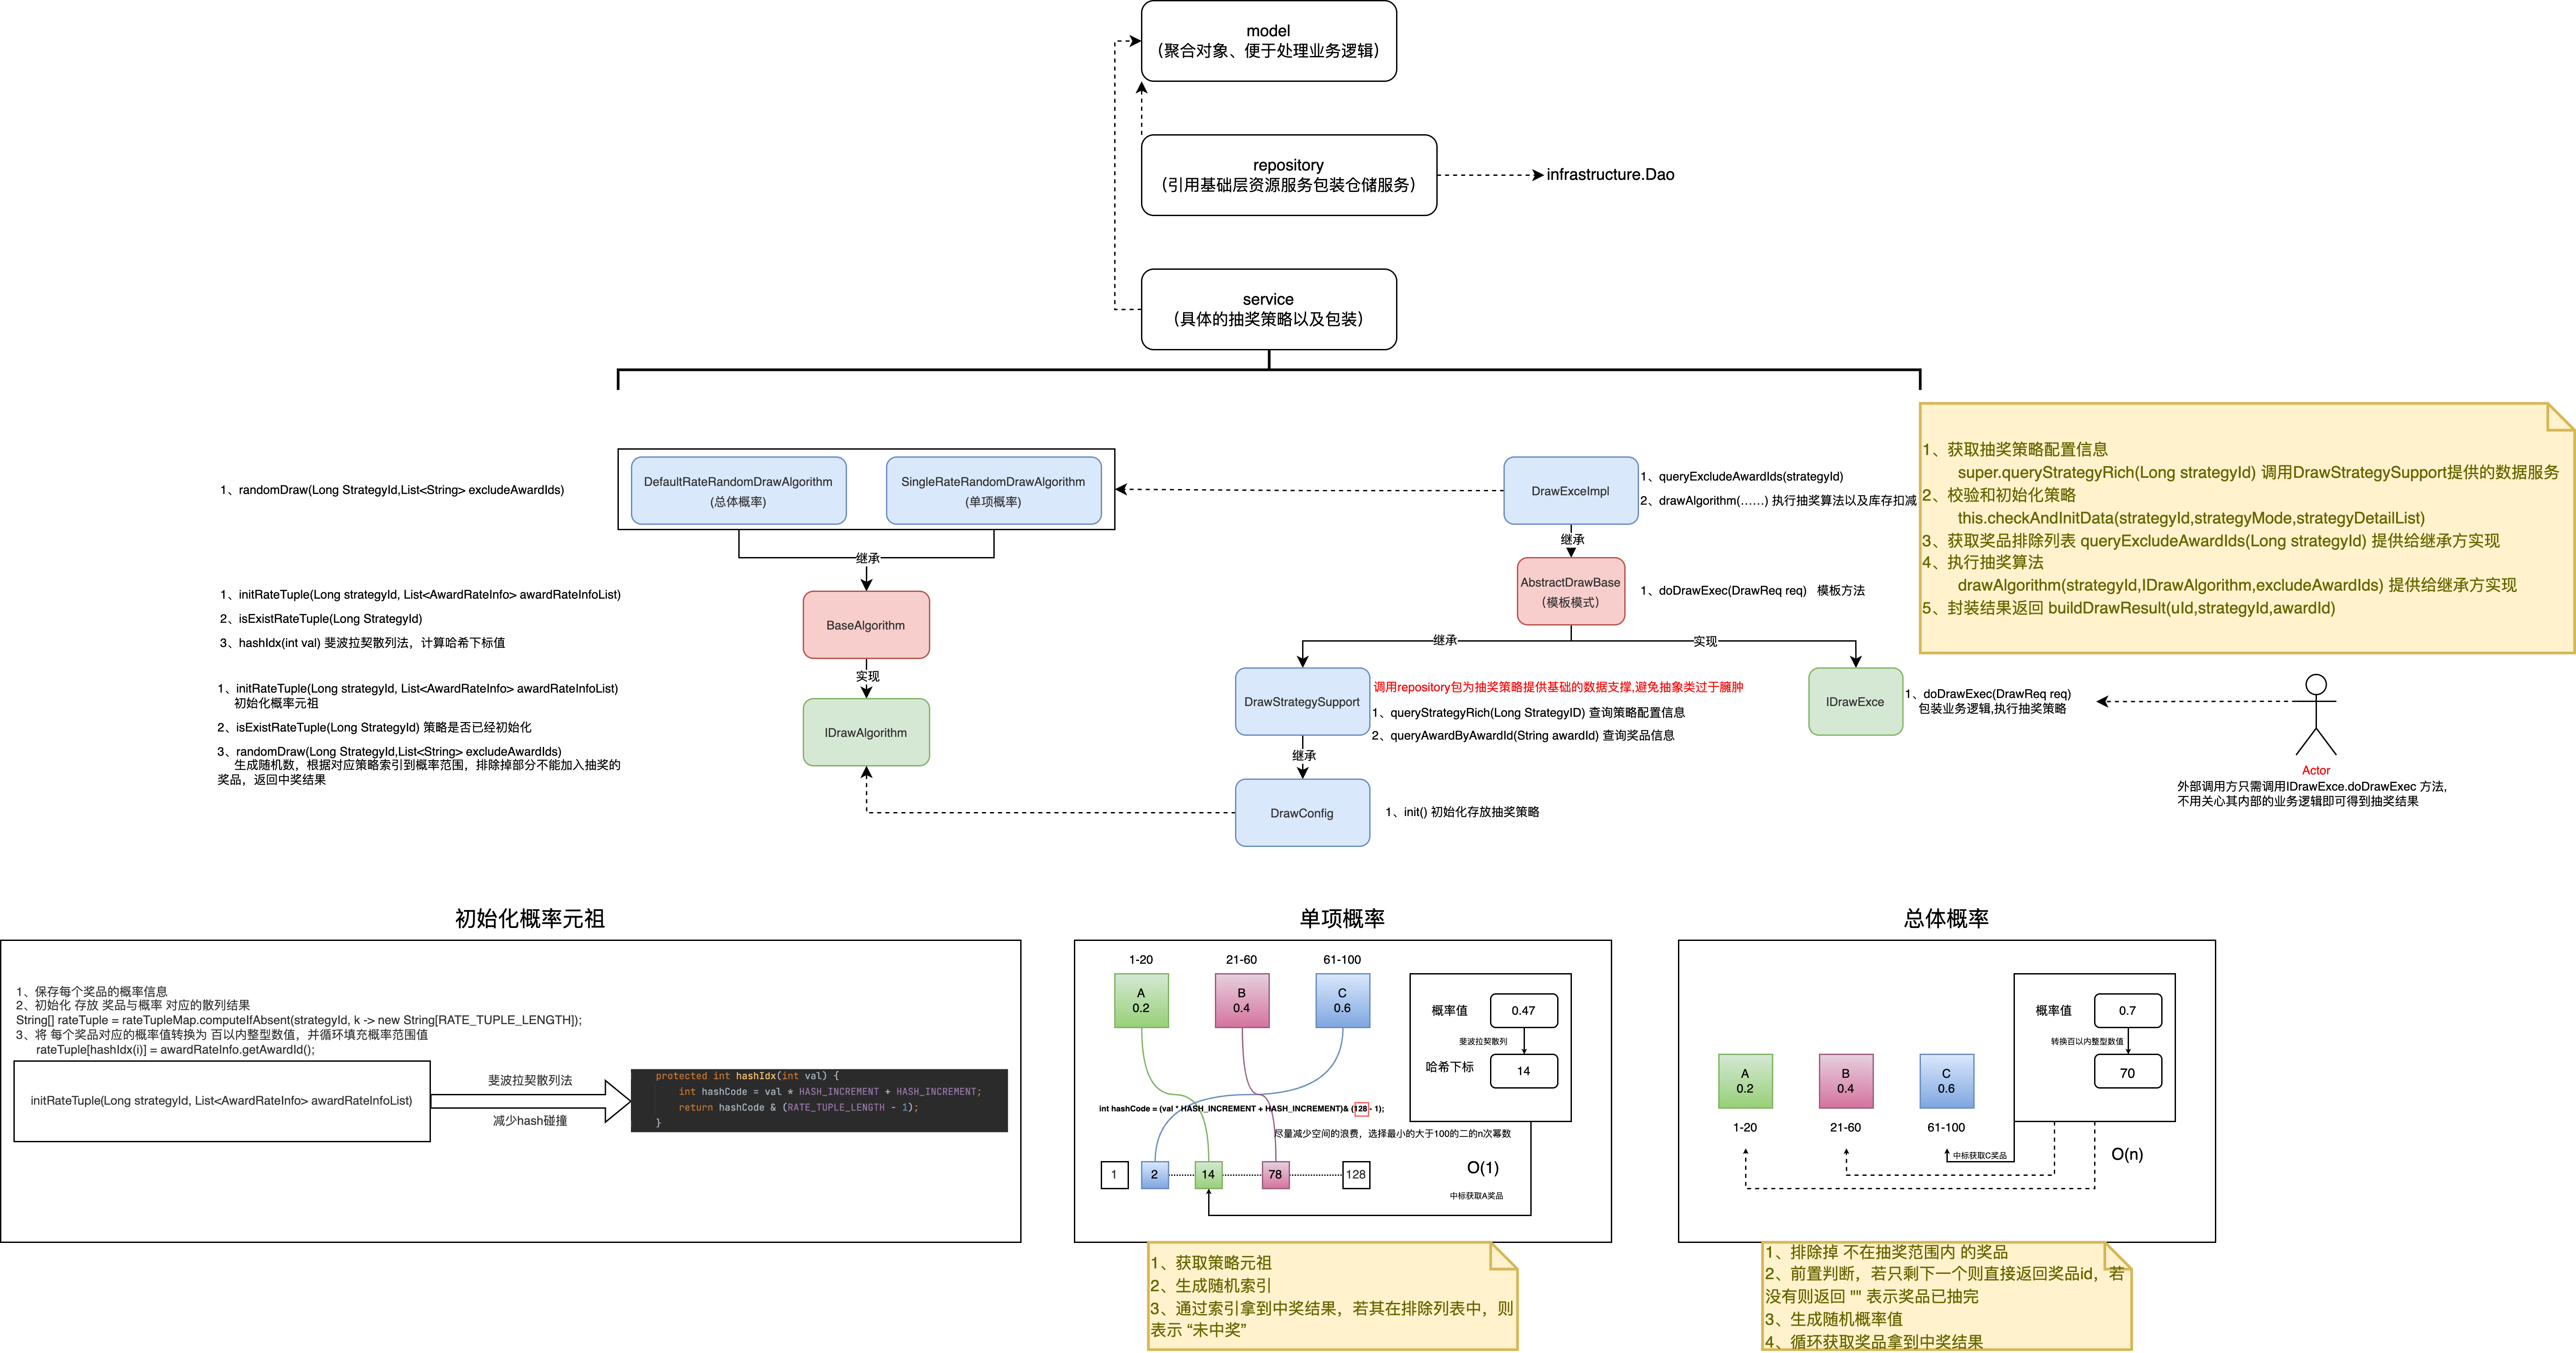 model
（聚合对象、便于处理业务逻辑）
repository
（引用基础层资源服务包装仓储服务）
infrastructure.Dao
service
（具体的抽奖策略以及包装）
1、randomDraw(Long StrategyId,List<String> excludeAwardIds)
DefaultRateRandomDrawAlgorithm
（总体概率）
SingleRateRandomDrawAlgorithm
（单项概率）
继承
1、initRateTuple(Long strategyId, List<AwardRateInfo> awardRateInfoList)
2、isExistRateTuple(Long StrategyId)
3、hashIdx(int val) 斐波拉契散列法，计算哈希下标值
BaseAlgorithm
实现
1、initRateTuple(Long strategyId, List<AwardRateInfo> awardRateInfoList)
初始化概率元祖
2、isExistRateTuple(Long StrategyId) 策略是否已经初始化
3、randomDraw(Long StrategyId,List<String> excludeAwardIds)
生成随机数，根据对应策略索引到概率范围，排除掉部分不能加入抽奖的
奖品，返回中奖结果
IDrawAlgorithm
DrawExceImpl
1、queryExcludeAwardIds(strategyId)
2、drawAlgorithm(……) 执行抽奖算法以及库存扣减
继承
AbstractDrawBase
（模板模式）
1、doDrawExec(DrawReq req) 模板方法
继承
实现
DrawStrategySupport
调用repository包为抽奖策略提供基础的数据支撑,避免抽象类过于臃肿
1、queryStrategyRich(Long StrategyID) 查询策略配置信息
2、queryAwardByAwardId(String awardId) 查询奖品信息
继承
DrawConfig
1、init() 初始化存放抽奖策略
IDrawExce
1、doDrawExec(DrawReq req)
包装业务逻辑,执行抽奖策略
1、获取抽奖策略配置信息
super.queryStrategyRich(Long strategyId) 调用DrawStrategySupport提供的数据服务
2、校验和初始化策略
this.checkAndInitData(strategyId,strategyMode,strategyDetailList)
3、获取奖品排除列表 queryExcludeAwardIds(Long strategyId) 提供给继承方实现
4、执行抽奖算法
drawAlgorithm(strategyId,IDrawAlgorithm,excludeAwardIds) 提供给继承方实现
5、封装结果返回 buildDrawResult(uId,strategyId,awardId)
Actor
外部调用方只需调用IDrawExce.doDrawExec 方法,
不用关心其内部的业务逻辑即可得到抽奖结果
初始化概率元祖
1、保存每个奖品的概率信息
2、初始化 存放 奖品与概率 对应的散列结果
String[] rateTuple = rateTupleMap.computeIfAbsent(strategyId, k -> new String[RATE_TUPLE_LENGTH]);
3、将 每个奖品对应的概率值转换为 百以内整型数值，并循环填充概率范围值
rateTuple[hashIdx(i)] = awardRateInfo.getAwardId();
initRateTuple(Long strategyId, List<AwardRateInfo> awardRateInfoList)
斐波拉契散列法
减少hash碰撞
protected int hashIdx(int val) {
int hashCode = val * HASH_INCREMENT + HASH_INCREMENT;
return hashCode & (RATE_TUPLE_LENGTH - 1);
}
单项概率
1-20
21-60
61-100
A
0.2
B
0.4
C
0.6
概率值
0.47
斐波拉契散列
哈希下标
14
int hashCode = (val * HASH_INCREMENT + HASH_INCREMENT)& (128 - 1);
尽量减少空间的浪费，选择最小的大于100的二的n次幂数
1
2
14
78
128
O(1)
中标获取A奖品
1、获取策略元祖
2、生成随机索引
3、通过索引拿到中奖结果，若其在排除列表中，则
表示 “未中奖”
总体概率
概率值
0.7
转换百以内整型数值
70
A
0.2
B
0.4
C
0.6
1-20
21-60
61-100
中标获取C奖品
O(n)
1、排除掉 不在抽奖范围内 的奖品
2、前置判断，若只剩下一个则直接返回奖品id，若
没有则返回 "" 表示奖品已抽完
3、生成随机概率值
4、循环获取奖品拿到中奖结果